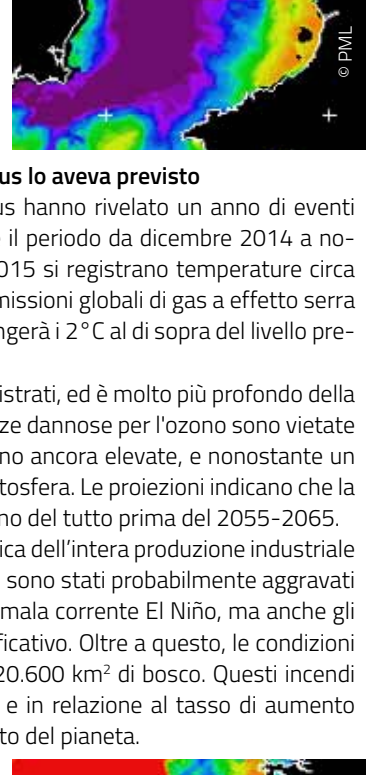 © PML
us lo aveva previsto
us hanno rivelato un anno di eventi
il periodo da dicembre 2014 a no-
015 si registrano temperature circa
missioni globali di gas a effetto serra
ngerà i 2°C al di sopra del livello pre-
istrati, ed è molto più profondo della
ze dannose per l'ozono sono vietate
no ancora elevate, e nonostante un
tosfera. Le proiezioni indicano che la
no del tutto prima del 2055-2065.
ica dell’intera produzione industriale
sono stati probabilmente aggravati
mala corrente El Niño, ma anche gli
ificativo. Oltre a questo, le condizioni
20.600 km² di bosco. Questi incendi
e in relazione al tasso di aumento
to del pianeta.